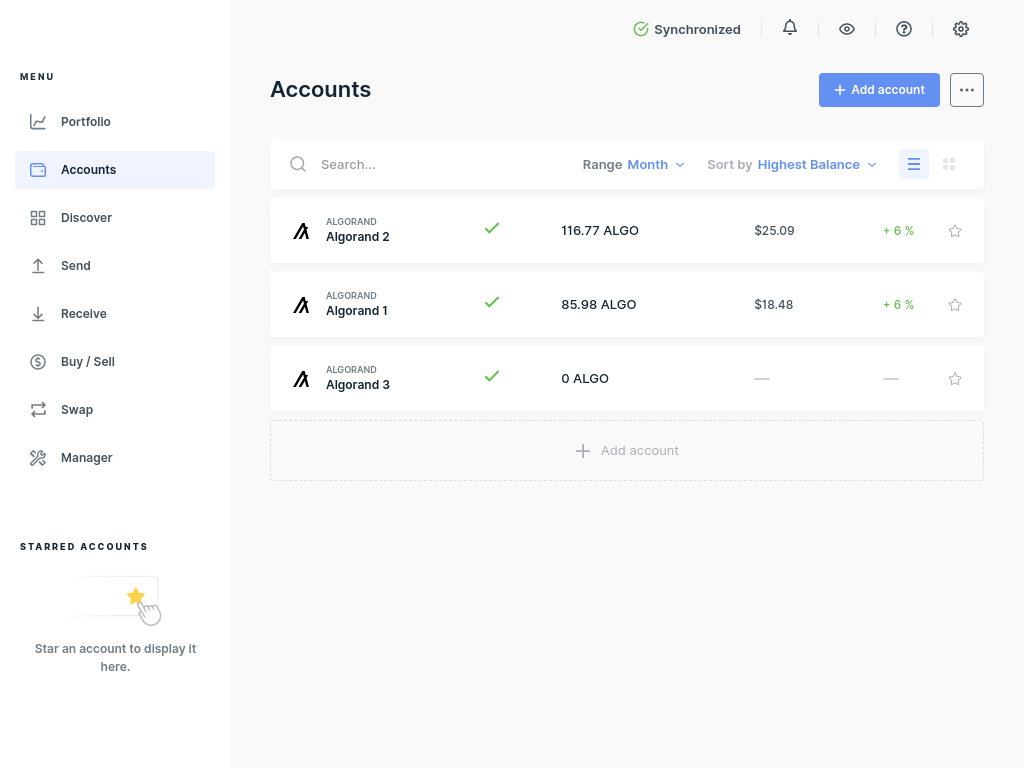 Synchronized
MENU
Portfolio
Accounts
Discover
Send
Receive
Buy / Sell
Swap
Manager
STARRED ACCOUNTS
Star an account to display it
here.
Accounts
Add account
Search...
Range Month
Sort by Highest Balance
ALGORAND
Algorand 2
116.77 ALGO
$25.09
+ 6 %
ALGORAND
Algorand 1
85.98 ALGO
$18.48
+ 6 %
ALGORAND
Algorand 3
0 ALGO
—
—
Add account